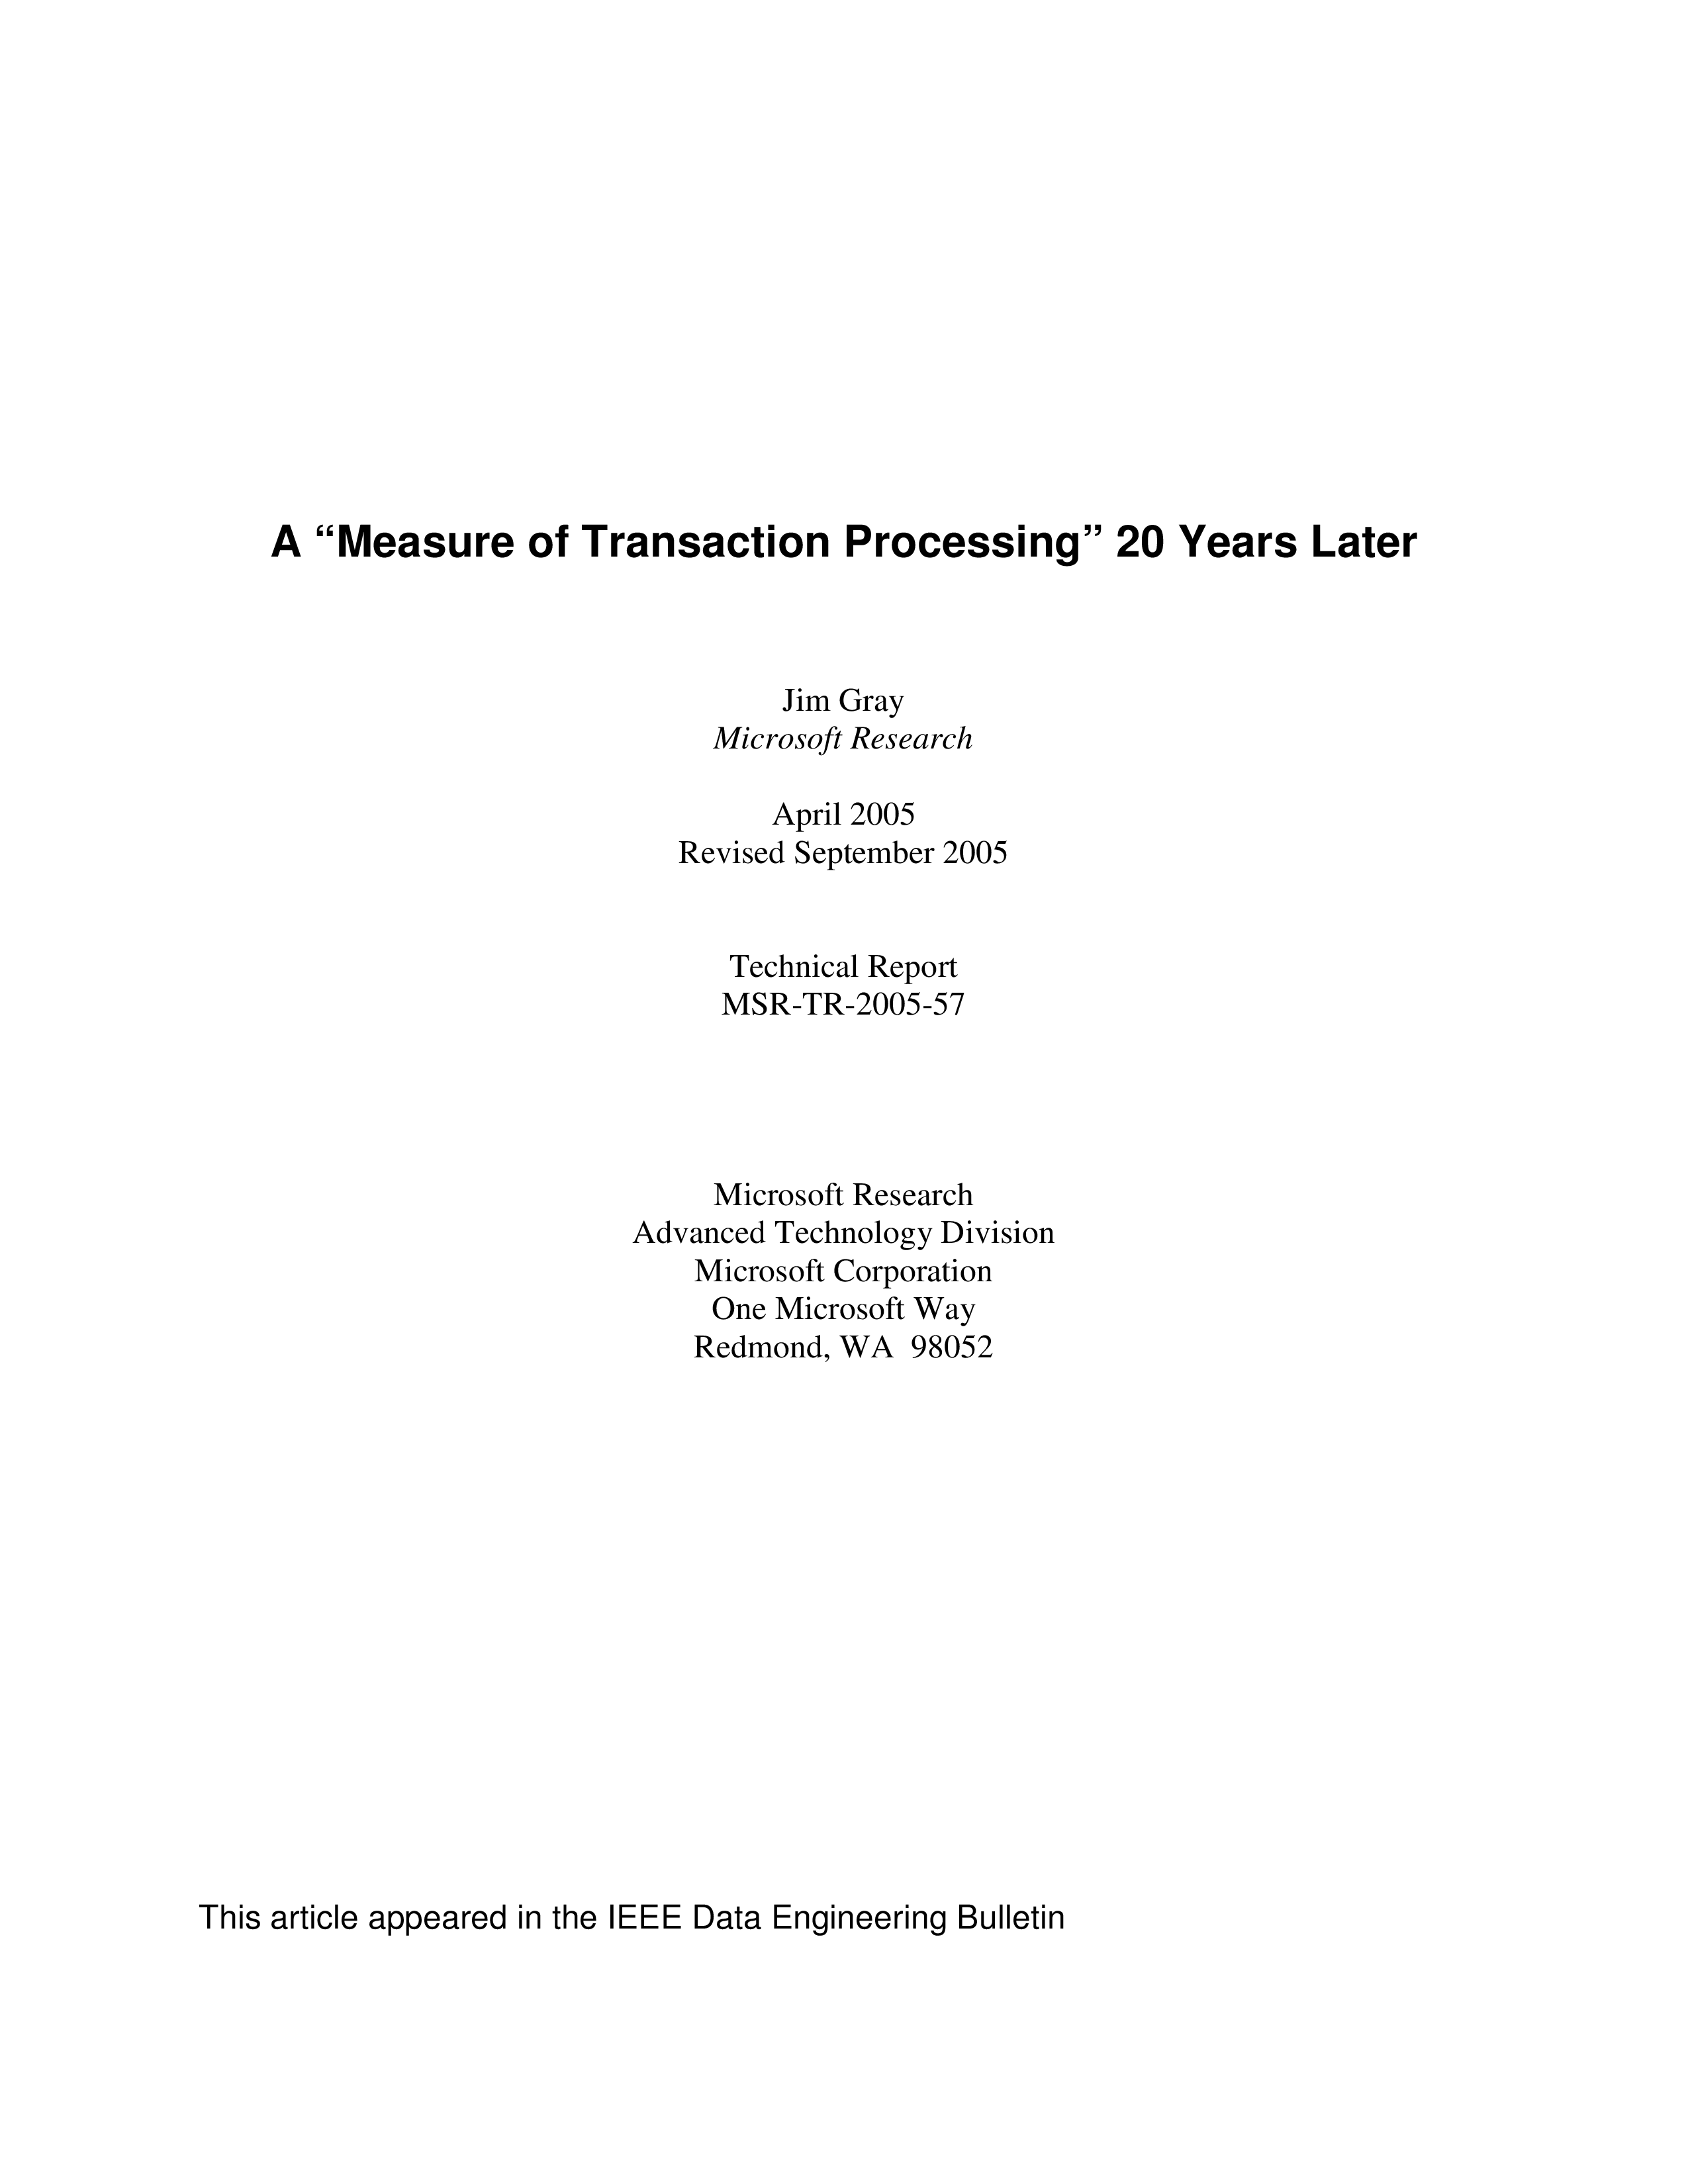 A “Measure of Transaction Processing” 20 Years Later
Jim Gray
Microsoft Research
April 2005
Revised September 2005
Technical Report
MSR-TR-2005-57
Microsoft Research
Advanced Technology Division
Microsoft Corporation
One Microsoft Way
Redmond, WA  98052
This article appeared in the IEEE Data Engineering Bulletin